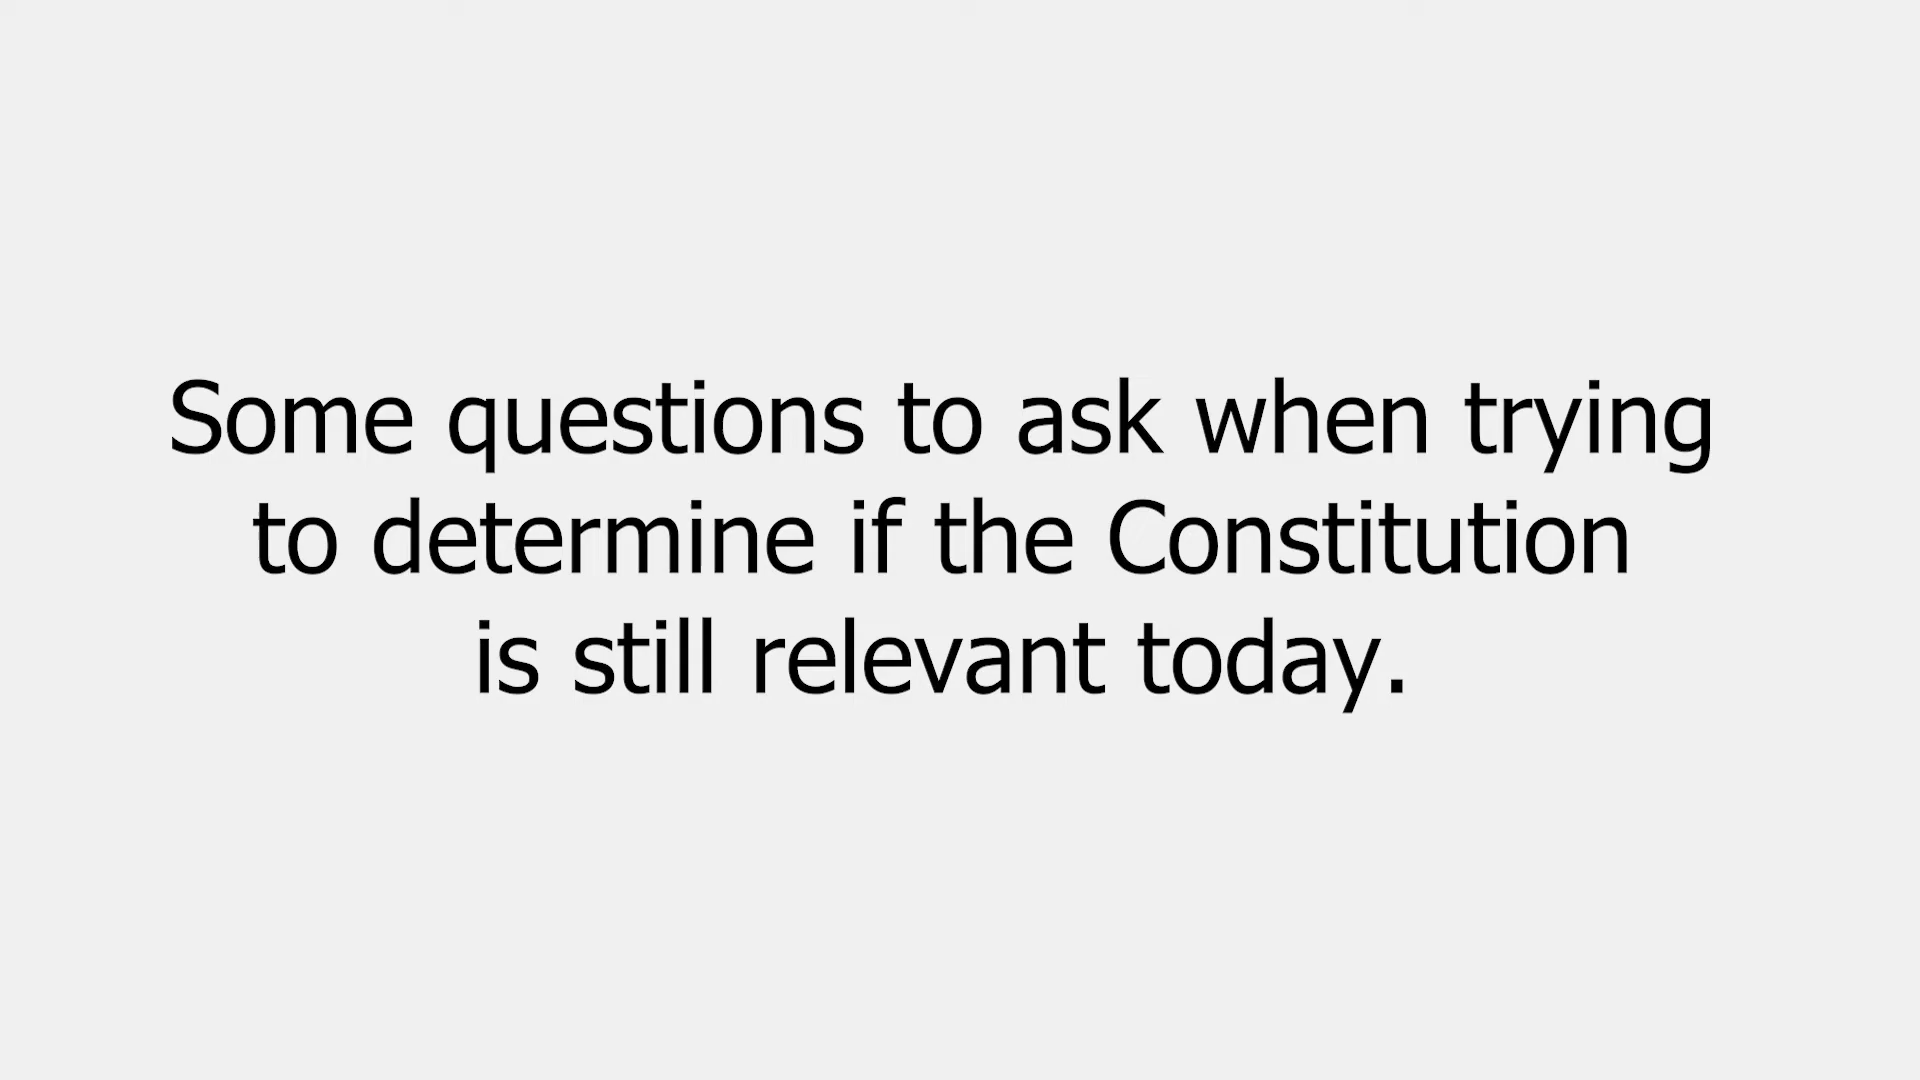 Some questions to ask when trying
to determine if the Constitution
is still relevant today.